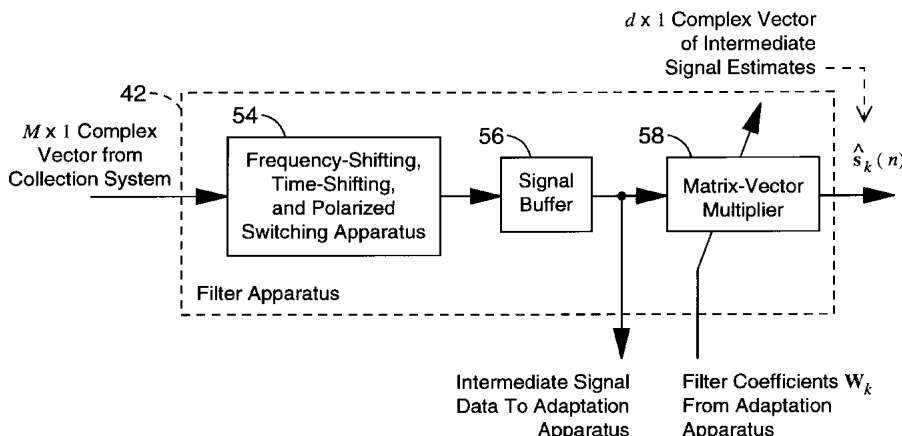 d x 1 Complex
Vector
of Intermediate
Signal Estimates
42
M x 1 Complex
Vector from
Collection System
54
Frequency-Shifting,
Time-Shifting,
and Polarized
Switching Apparatus
56
Signal
Buffer
58
Matrix-Vector
Multiplier
ŝk(n)
Filter Apparatus
Intermediate Signal
Data To Adaptation
Apparatus
Filter Coefficients Wk
From Adaptation
Apparatus